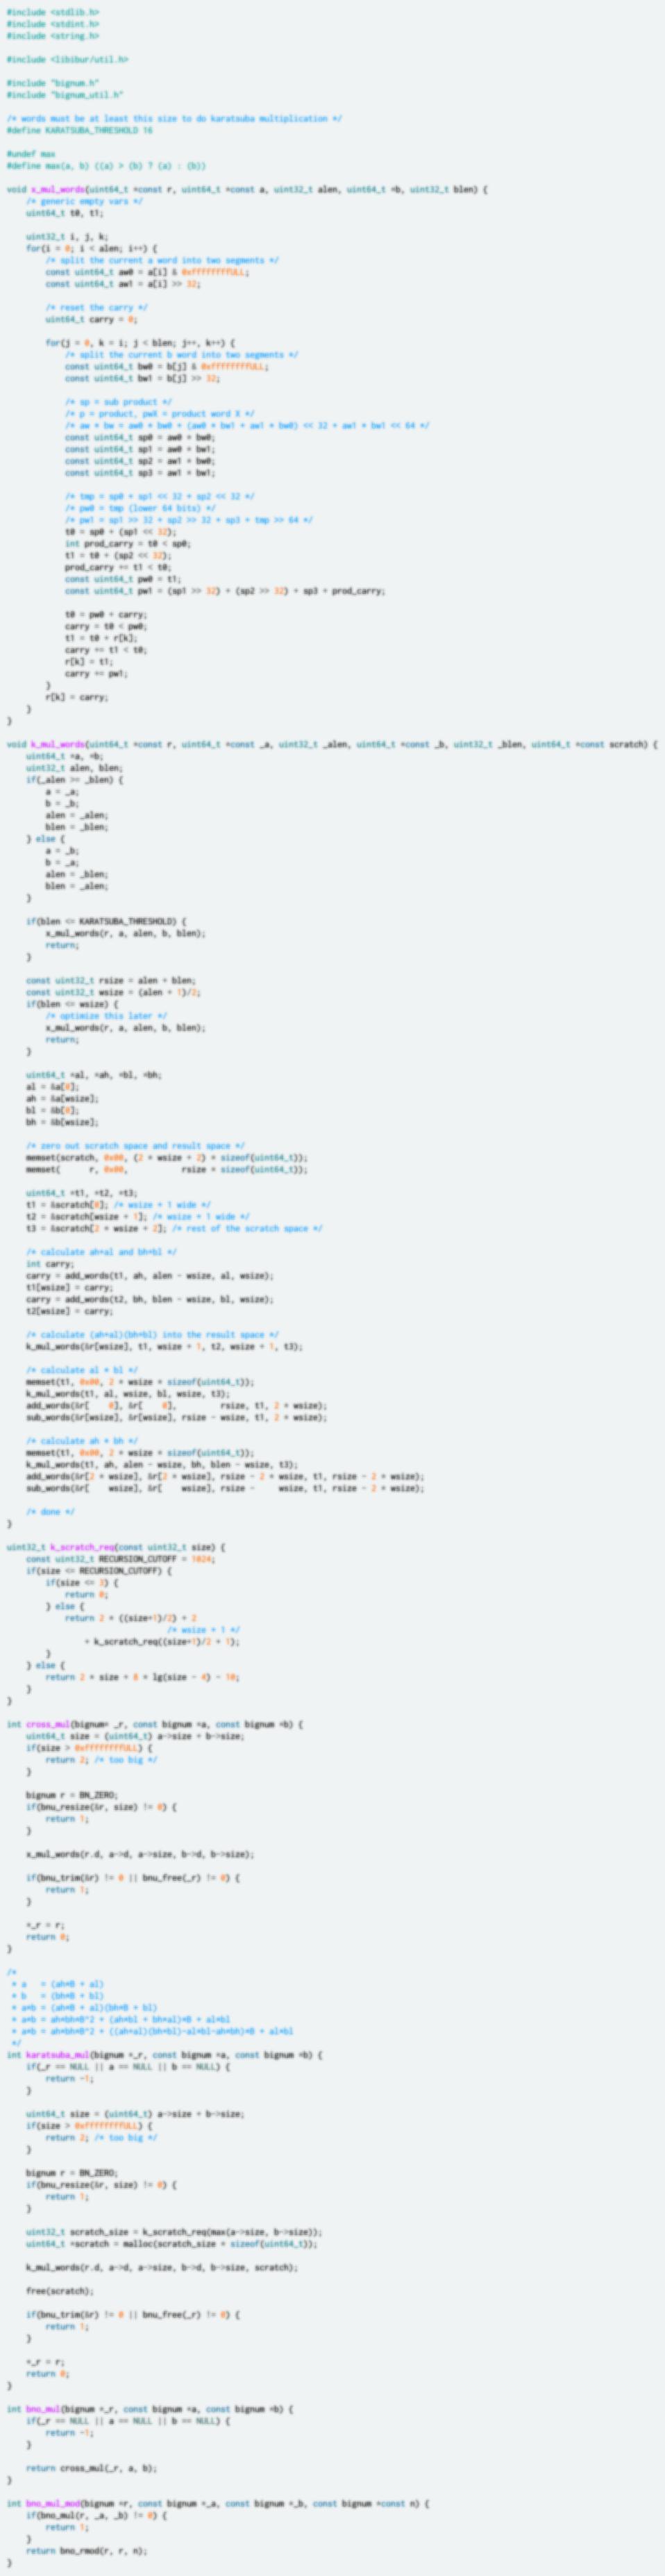 #include <stdlib.h>
#include <stdint.h>
#include <string.h>

#include <libibur/util.h>

#include "bignum.h"
#include "bignum_util.h"

/* words must be at least this size to do karatsuba multiplication */
#define KARATSUBA_THRESHOLD 16

#undef max
#define max(a, b) ((a) > (b) ? (a) : (b))

void x_mul_words(uint64_t *const r, uint64_t *const a, uint32_t alen, uint64_t *b, uint32_t blen) {
    /* generic empty vars */
    uint64_t t0, t1;

    uint32_t i, j, k;
    for(i = 0; i < alen; i++) {
        /* split the current a word into two segments */
        const uint64_t aw0 = a[i] & 0xffffffffULL;
        const uint64_t aw1 = a[i] >> 32;

        /* reset the carry */
        uint64_t carry = 0;

        for(j = 0, k = i; j < blen; j++, k++) {
            /* split the current b word into two segments */
            const uint64_t bw0 = b[j] & 0xffffffffULL;
            const uint64_t bw1 = b[j] >> 32;

            /* sp = sub product */
            /* p = product, pwX = product word X */
            /* aw * bw = aw0 * bw0 + (aw0 * bw1 + aw1 * bw0) << 32 + aw1 * bw1 << 64 */
            const uint64_t sp0 = aw0 * bw0;
            const uint64_t sp1 = aw0 * bw1;
            const uint64_t sp2 = aw1 * bw0;
            const uint64_t sp3 = aw1 * bw1;

            /* tmp = sp0 + sp1 << 32 + sp2 << 32 */
            /* pw0 = tmp (lower 64 bits) */
            /* pw1 = sp1 >> 32 + sp2 >> 32 + sp3 + tmp >> 64 */
            t0 = sp0 + (sp1 << 32);
            int prod_carry = t0 < sp0;
            t1 = t0 + (sp2 << 32);
            prod_carry += t1 < t0;
            const uint64_t pw0 = t1;
            const uint64_t pw1 = (sp1 >> 32) + (sp2 >> 32) + sp3 + prod_carry;

            t0 = pw0 + carry;
            carry = t0 < pw0;
            t1 = t0 + r[k];
            carry += t1 < t0;
            r[k] = t1;
            carry += pw1;
        }
        r[k] = carry;
    }
}

void k_mul_words(uint64_t *const r, uint64_t *const _a, uint32_t _alen, uint64_t *const _b, uint32_t _blen, uint64_t *const scratch) {
    uint64_t *a, *b;
    uint32_t alen, blen;
    if(_alen >= _blen) {
        a = _a;
        b = _b;
        alen = _alen;
        blen = _blen;
    } else {
        a = _b;
        b = _a;
        alen = _blen;
        blen = _alen;
    }

    if(blen <= KARATSUBA_THRESHOLD) {
        x_mul_words(r, a, alen, b, blen);
        return;
    }

    const uint32_t rsize = alen + blen;
    const uint32_t wsize = (alen + 1)/2;
    if(blen <= wsize) {
        /* optimize this later */
        x_mul_words(r, a, alen, b, blen);
        return;
    }

    uint64_t *al, *ah, *bl, *bh;
    al = &a[0];
    ah = &a[wsize];
    bl = &b[0];
    bh = &b[wsize];

    /* zero out scratch space and result space */
    memset(scratch, 0x00, (2 * wsize + 2) * sizeof(uint64_t));
    memset(      r, 0x00,           rsize * sizeof(uint64_t));

    uint64_t *t1, *t2, *t3;
    t1 = &scratch[0]; /* wsize + 1 wide */
    t2 = &scratch[wsize + 1]; /* wsize + 1 wide */
    t3 = &scratch[2 * wsize + 2]; /* rest of the scratch space */

    /* calculate ah+al and bh+bl */
    int carry;
    carry = add_words(t1, ah, alen - wsize, al, wsize);
    t1[wsize] = carry;
    carry = add_words(t2, bh, blen - wsize, bl, wsize);
    t2[wsize] = carry;

    /* calculate (ah+al)(bh+bl) into the result space */
    k_mul_words(&r[wsize], t1, wsize + 1, t2, wsize + 1, t3);

    /* calculate al * bl */
    memset(t1, 0x00, 2 * wsize * sizeof(uint64_t));
    k_mul_words(t1, al, wsize, bl, wsize, t3);
    add_words(&r[    0], &r[    0],         rsize, t1, 2 * wsize);
    sub_words(&r[wsize], &r[wsize], rsize - wsize, t1, 2 * wsize);

    /* calculate ah * bh */
    memset(t1, 0x00, 2 * wsize * sizeof(uint64_t));
    k_mul_words(t1, ah, alen - wsize, bh, blen - wsize, t3);
    add_words(&r[2 * wsize], &r[2 * wsize], rsize - 2 * wsize, t1, rsize - 2 * wsize);
    sub_words(&r[    wsize], &r[    wsize], rsize -     wsize, t1, rsize - 2 * wsize);

    /* done */
}

uint32_t k_scratch_req(const uint32_t size) {
    const uint32_t RECURSION_CUTOFF = 1024;
    if(size <= RECURSION_CUTOFF) {
        if(size <= 3) {
            return 0;
        } else {
            return 2 * ((size+1)/2) + 2
                                 /* wsize + 1 */
                + k_scratch_req((size+1)/2 + 1);
        }
    } else {
        return 2 * size + 8 * lg(size - 4) - 10;
    }
}

int cross_mul(bignum* _r, const bignum *a, const bignum *b) {
    uint64_t size = (uint64_t) a->size + b->size;
    if(size > 0xffffffffULL) {
        return 2; /* too big */
    }

    bignum r = BN_ZERO;
    if(bnu_resize(&r, size) != 0) {
        return 1;
    }

    x_mul_words(r.d, a->d, a->size, b->d, b->size);

    if(bnu_trim(&r) != 0 || bnu_free(_r) != 0) {
        return 1;
    }

    *_r = r;
    return 0;
}

/*
 * a   = (ah*B + al)
 * b   = (bh*B + bl)
 * a*b = (ah*B + al)(bh*B + bl)
 * a*b = ah*bh*B^2 + (ah*bl + bh*al)*B + al*bl
 * a*b = ah*bh*B^2 + ((ah+al)(bh+bl)-al*bl-ah*bh)*B + al*bl
 */
int karatsuba_mul(bignum *_r, const bignum *a, const bignum *b) {
    if(_r == NULL || a == NULL || b == NULL) {
        return -1;
    }

    uint64_t size = (uint64_t) a->size + b->size;
    if(size > 0xffffffffULL) {
        return 2; /* too big */
    }

    bignum r = BN_ZERO;
    if(bnu_resize(&r, size) != 0) {
        return 1;
    }

    uint32_t scratch_size = k_scratch_req(max(a->size, b->size));
    uint64_t *scratch = malloc(scratch_size * sizeof(uint64_t));

    k_mul_words(r.d, a->d, a->size, b->d, b->size, scratch);

    free(scratch);

    if(bnu_trim(&r) != 0 || bnu_free(_r) != 0) {
        return 1;
    }

    *_r = r;
    return 0;
}

int bno_mul(bignum *_r, const bignum *a, const bignum *b) {
    if(_r == NULL || a == NULL || b == NULL) {
        return -1;
    }

    return cross_mul(_r, a, b);
}

int bno_mul_mod(bignum *r, const bignum *_a, const bignum *_b, const bignum *const n) {
    if(bno_mul(r, _a, _b) != 0) {
        return 1;
    }
    return bno_rmod(r, r, n);
}